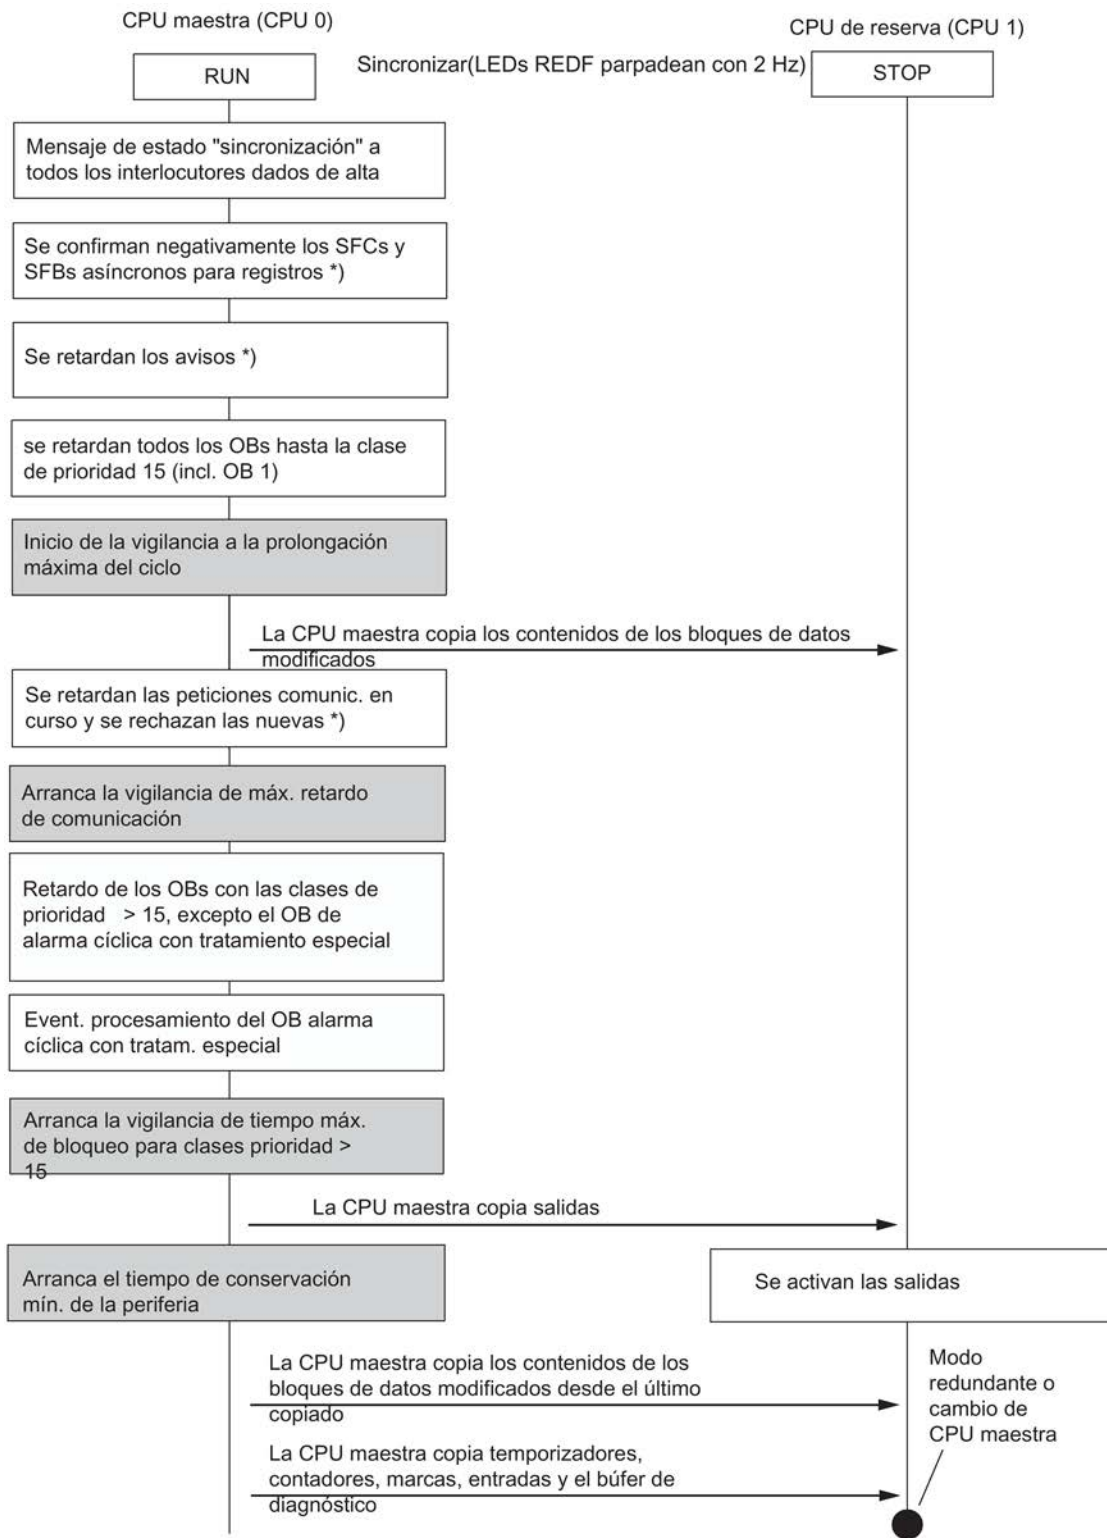 CPU maestra (CPU 0)
CPU de reserva (CPU 1)
RUN
Sincronizar(LEDs REDF parpadean con 2 Hz)
STOP
Mensaje de estado "sincronización" a
todos los interlocutores dados de alta
Se confirman negativamente los SFCs y
SFBs asíncronos para registros *)
Se retardan los avisos *)
se retardan todos los OBs hasta la clase
de prioridad 15 (incl. OB 1)
Inicio de la vigilancia a la prolongación
máxima del ciclo
La CPU maestra copia los contenidos de los bloques de datos
modificados
Se retardan las peticiones comunic. en
curso y se rechazan las nuevas *)
Arranca la vigilancia de máx. retardo
de comunicación
Retardo de los OBs con las clases de
prioridad > 15, excepto el OB de
alarma cíclica con tratamiento especial
Event. procesamiento del OB alarma
cíclica con tratam. especial
Arranca la vigilancia de tiempo máx.
de bloqueo para clases prioridad >
15
La CPU maestra copia salidas
Arranca el tiempo de conservación
mín. de la periferia
Se activan las salidas
La CPU maestra copia los contenidos de los
bloques de datos modificados desde el último
copiado
Modo
redundante o
cambio de
CPU maestra
La CPU maestra copia temporizadores,
contadores, marcas, entradas y el búfer de
diagnóstico